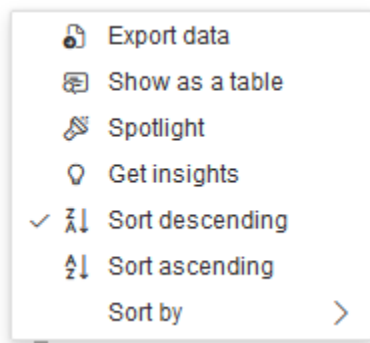 Export data
Show as a table
Spotlight
Get insights
Sort descending
Sort ascending
Sort by